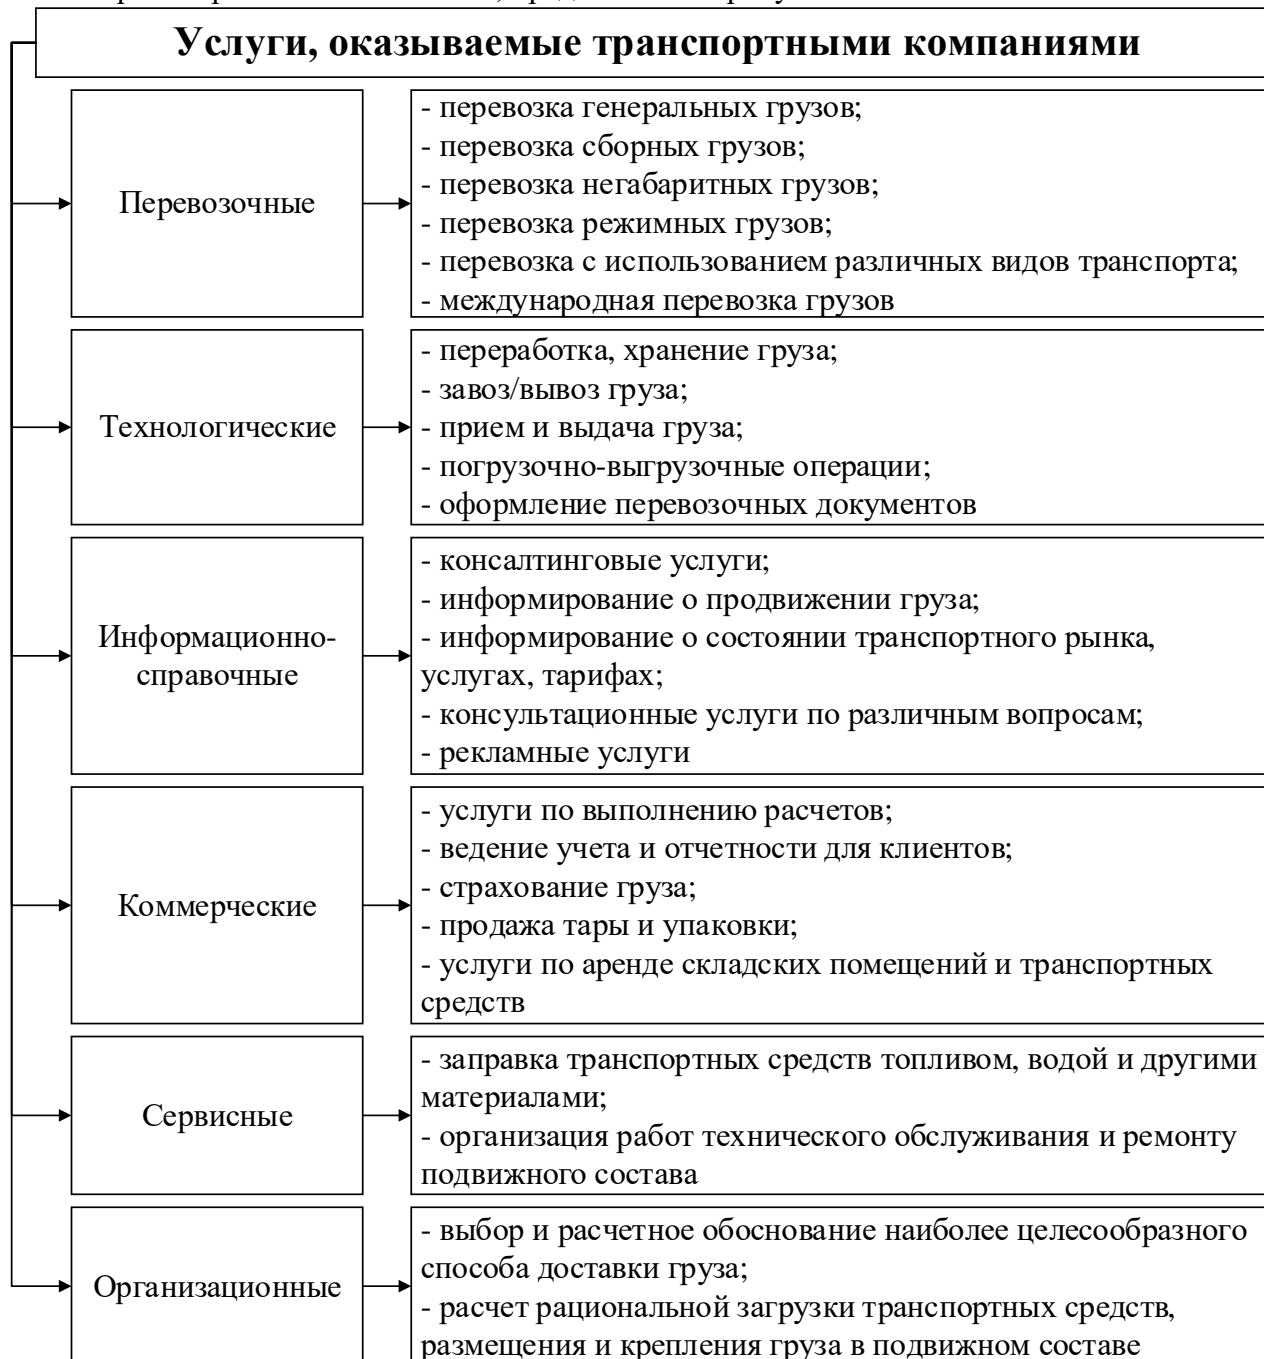 Услуги, оказываемые транспортными компаниями
Перевозочные
- перевозка генеральных грузов;
- перевозка сборных грузов;
- перевозка негабаритных грузов;
- перевозка режимных грузов;
- перевозка с использованием различных видов транспорта;
- международная перевозка грузов
Технологические
- переработка, хранение груза;
- завоз/вывоз груза;
- прием и выдача груза;
- погрузочно-выгрузочные операции;
- оформление перевозочных документов
Информационно-
справочные
- консалтинговые услуги;
- информирование о продвижении груза;
- информирование о состоянии транспортного рынка,
услугах, тарифах;
- консультационные услуги по различным вопросам;
- рекламные услуги
Коммерческие
- услуги по выполнению расчетов;
- ведение учета и отчетности для клиентов;
- страхование груза;
- продажа тары и упаковки;
- услуги по аренде складских помещений и транспортных
средств
Сервисные
- заправка транспортных средств топливом, водой и другими
материалами;
- организация работ технического обслуживания и ремонту
подвижного состава
Организационные
- выбор и расчетное обоснование наиболее целесообразного
способа доставки груза;
- расчет рациональной загрузки транспортных средств,
размещения и крепления груза в подвижном составе